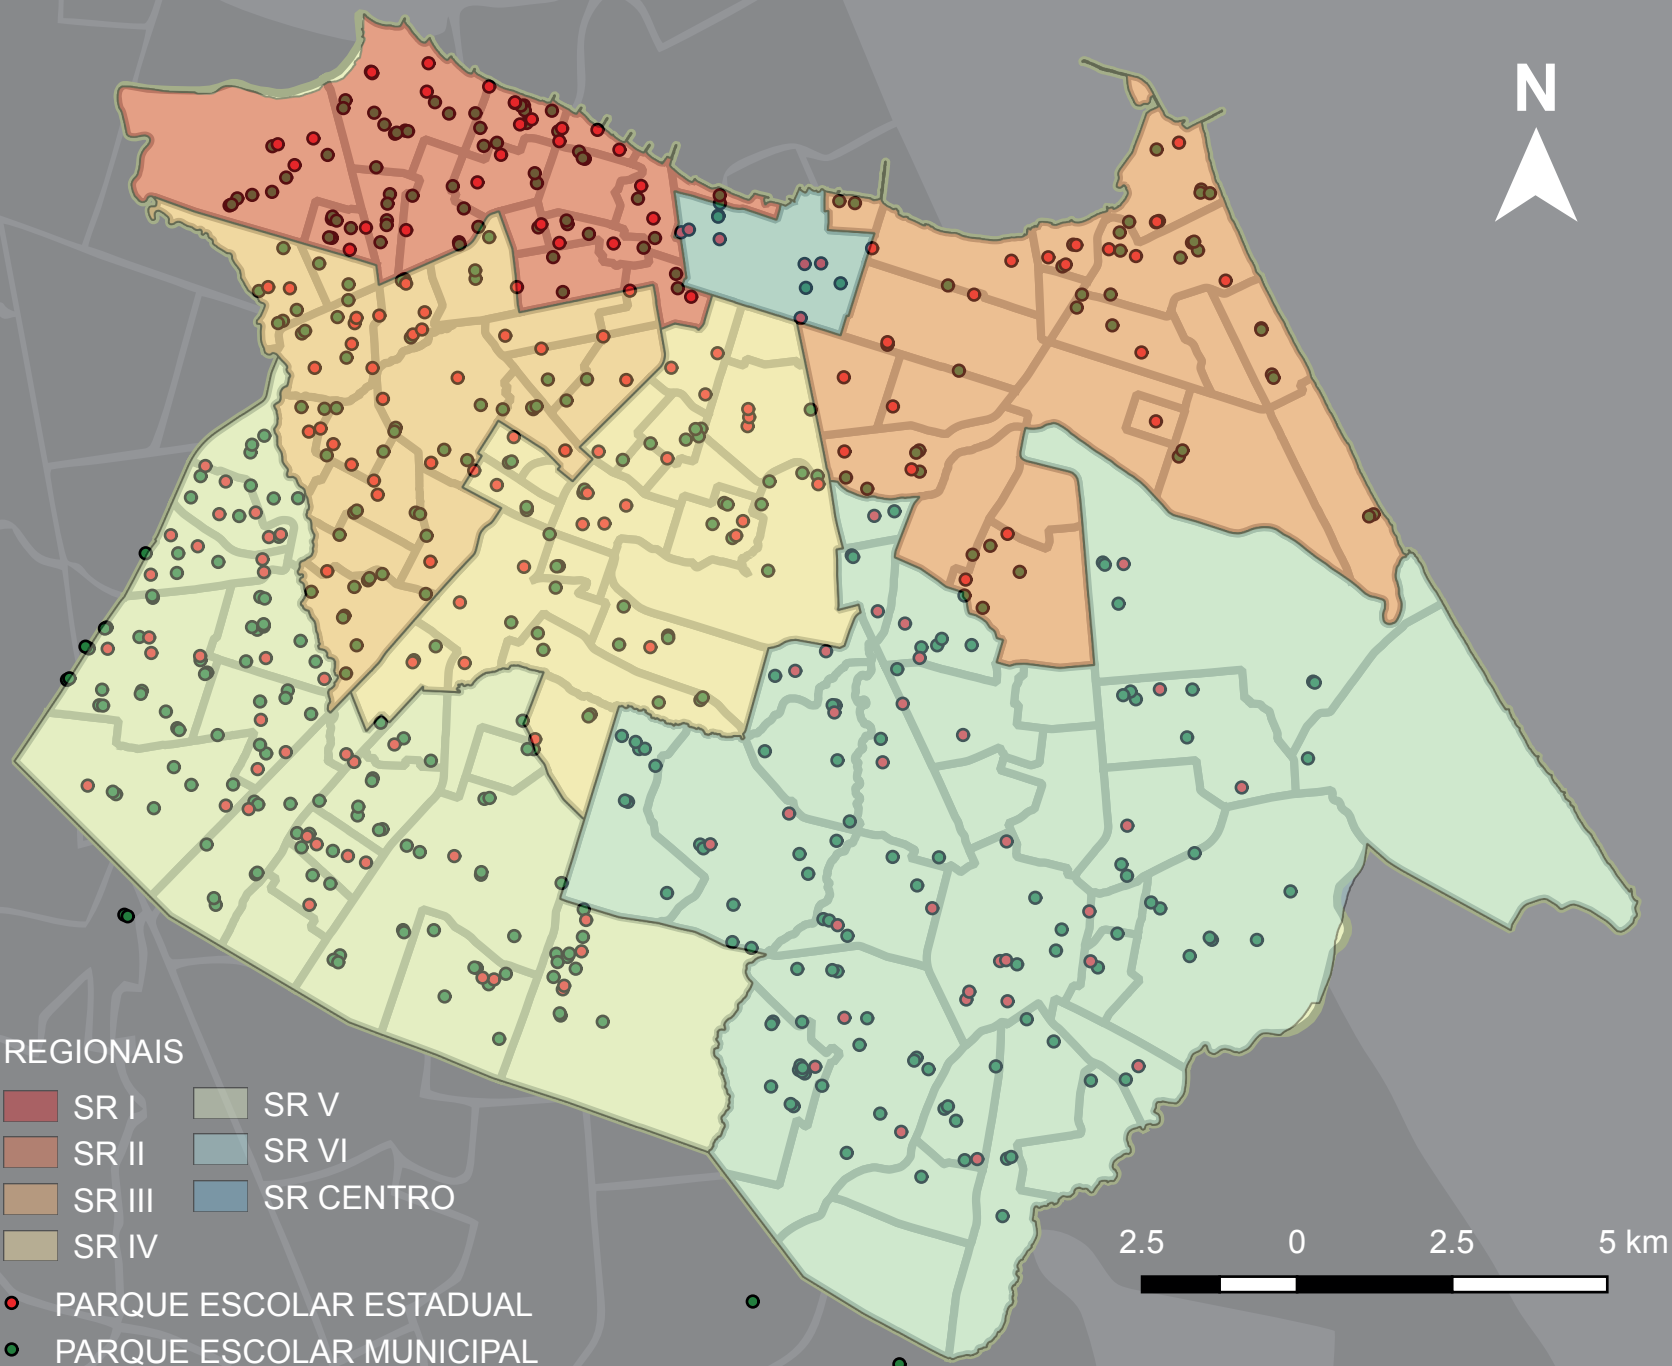 N
REGIONAIS
SR I
SR II
SR III
SR IV
SR V
SR VI
SR CENTRO
PARQUE ESCOLAR ESTADUAL
PARQUE ESCOLAR MUNICIPAL
2.5 0 2.5 5 km